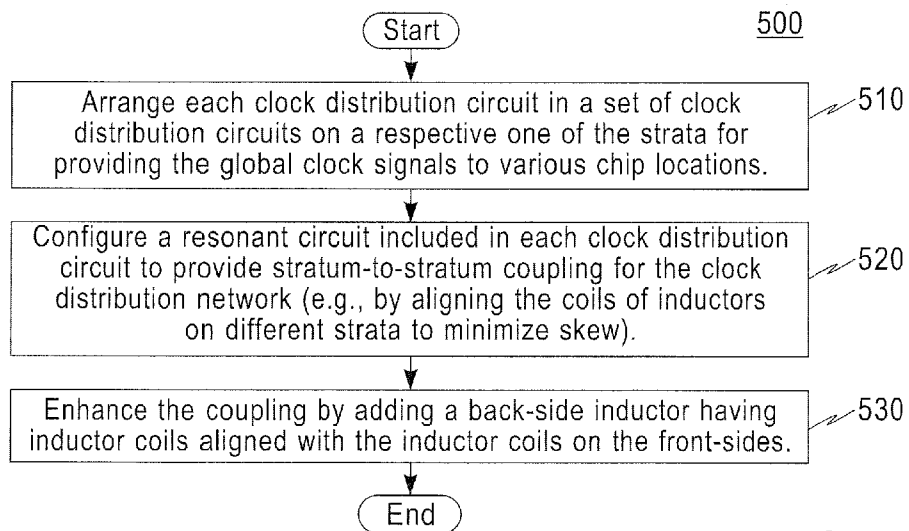 Start
500
Arrange each clock distribution circuit in a set of clock
distribution circuits on a respective one of the strata for
providing the global clock signals to various chip locations.
510
Configure a resonant circuit included in each clock distribution
circuit to provide stratum-to-stratum coupling for the clock
distribution network (e.g., by aligning the coils of inductors
on different strata to minimize skew).
520
Enhance the coupling by adding a back-side inductor having
inductor coils aligned with the inductor coils on the front-sides.
530
End